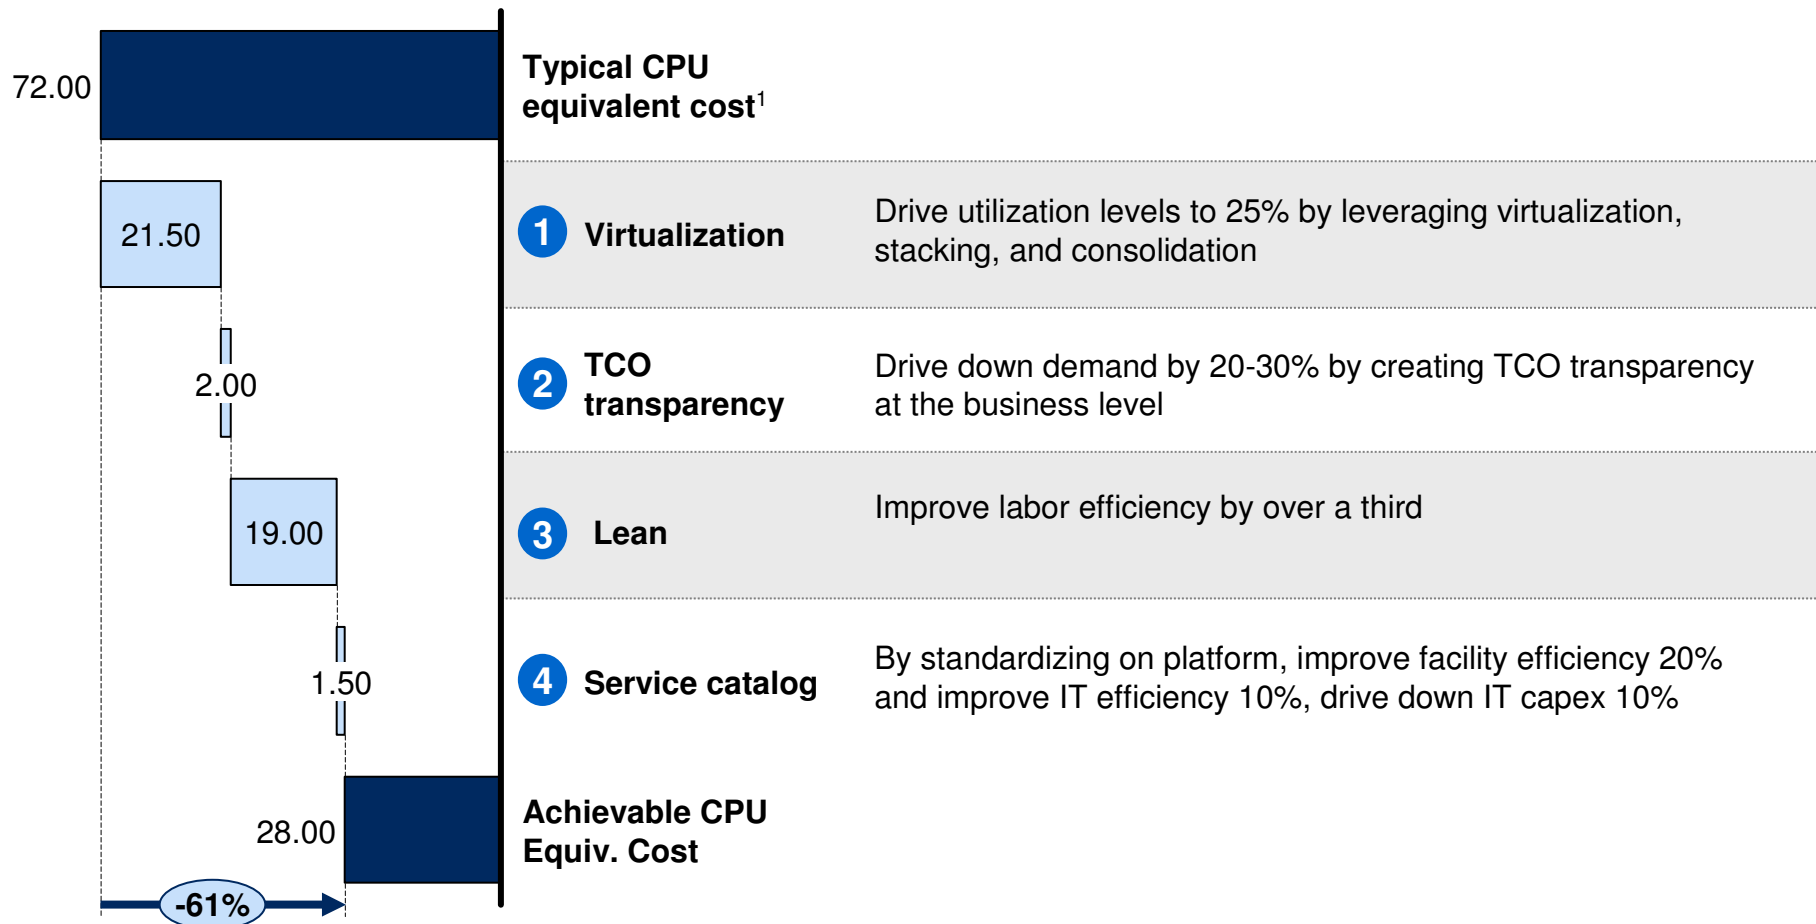 72.00
Typical CPU
equivalent cost1
21.50
1 Virtualization
Drive utilization levels to 25% by leveraging virtualization,
stacking, and consolidation
2.00
2 TCO
transparency
Drive down demand by 20-30% by creating TCO transparency
at the business level
19.00
3 Lean
Improve labor efficiency by over a third
1.50
4 Service catalog
By standardizing on platform, improve facility efficiency 20%
and improve IT efficiency 10%, drive down IT capex 10%
28.00
Achievable CPU
Equiv. Cost
-61%